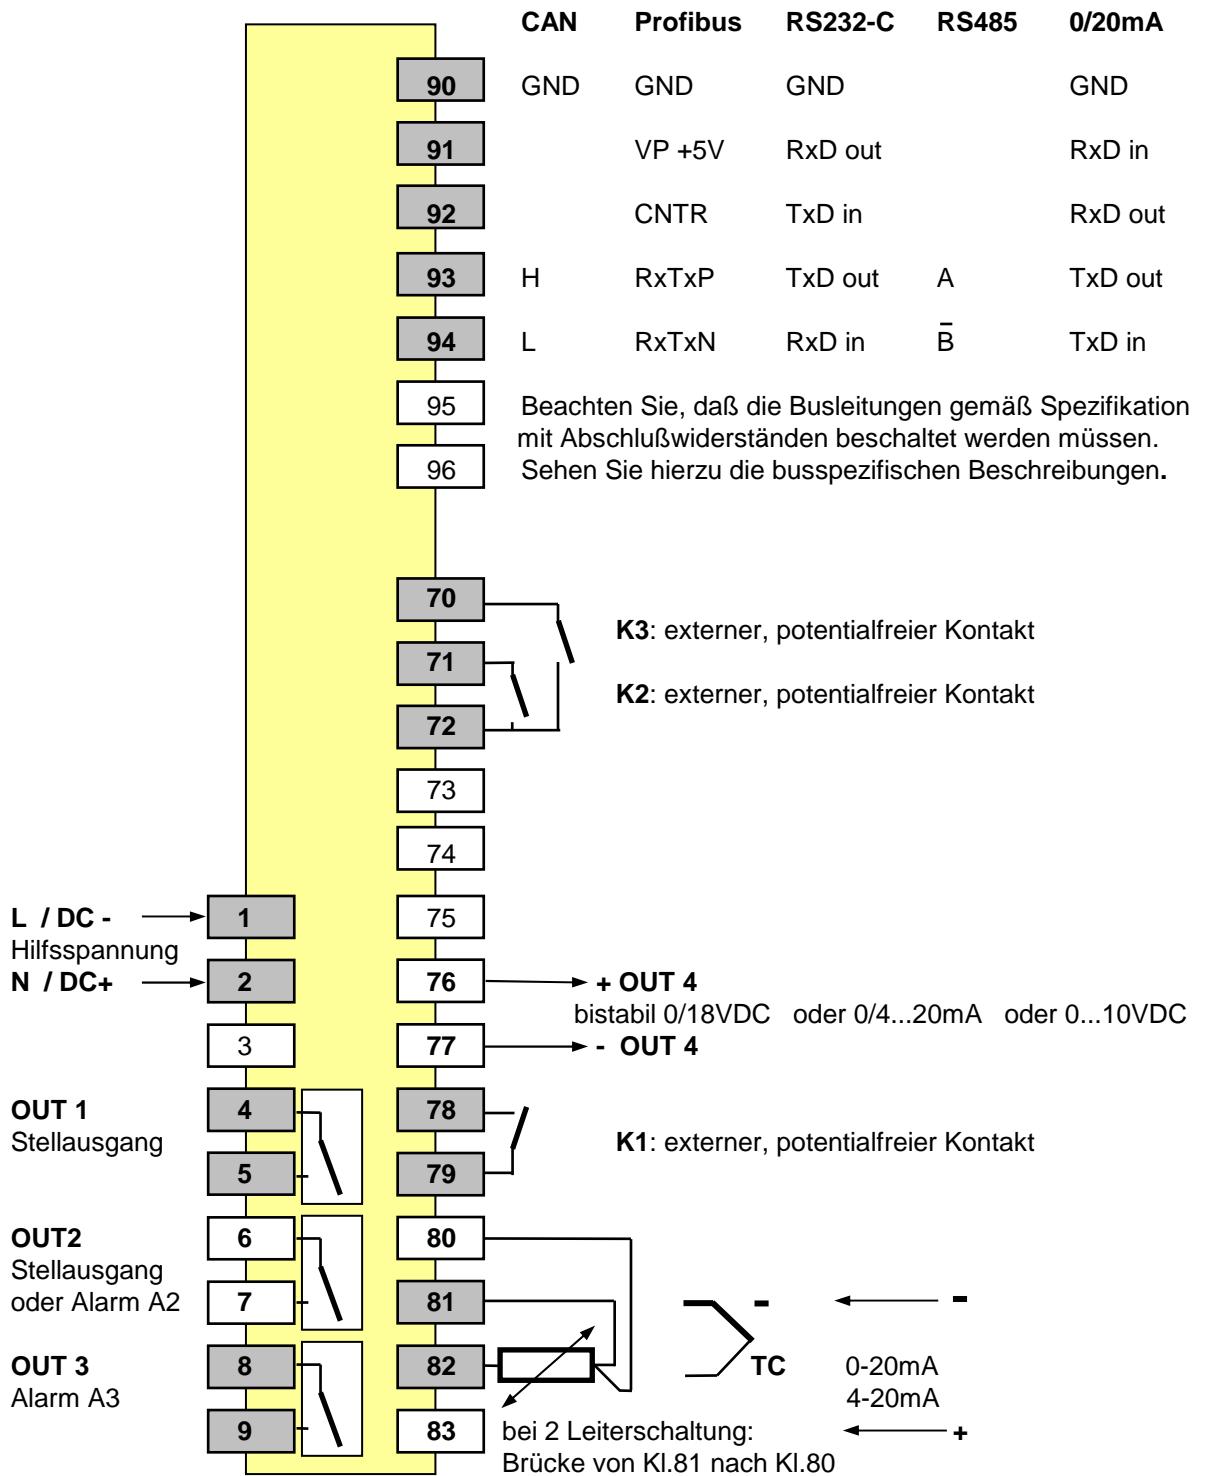 CAN Profibus RS232-C RS485 0/20mA
90 GND GND GND GND
91 VP +5V RxD out RxD in
92 CNTR TxD in RxD out
93 H RxTxP TxD out A TxD out
94 L RxTxN RxD in B̅ TxD in
95 Beachten Sie, daß die Busleitungen gemäß Spezifikation
mit Abschlußwiderständen beschaltet werden müssen.
96 Sehen Sie hierzu die busspezifischen Beschreibungen.
70
K3: externer, potentialfreier Kontakt
71
K2: externer, potentialfreier Kontakt
72
73
74
L / DC - 1 75
Hilfsspannung
N / DC+ 2 76 + OUT 4
bistabil 0/18VDC oder 0/4...20mA oder 0...10VDC
3 77 - OUT 4
OUT 1 4 78
Stellausgang K1: externer, potentialfreier Kontakt
5 79
OUT2 6 80
Stellausgang
oder Alarm A2 7 81 - -
OUT 3 8 82 TC 0-20mA
Alarm A3 4-20mA
9 83 bei 2 Leiterschaltung: +
Brücke von Kl.81 nach Kl.80